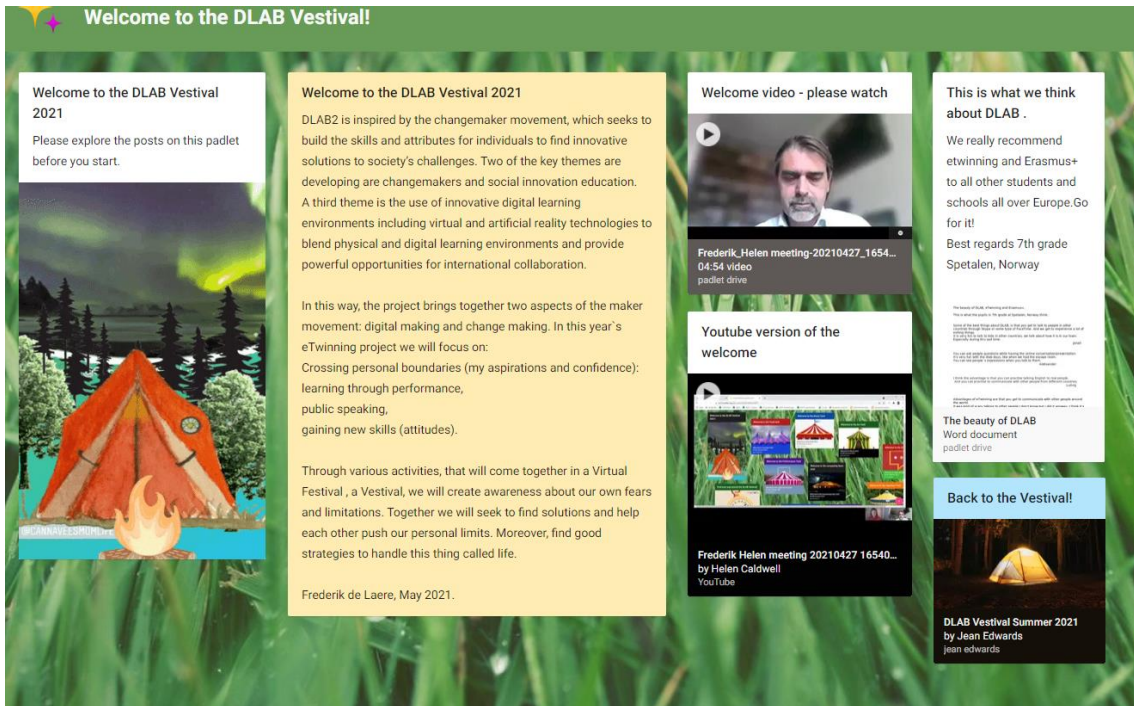 Welcome to the DLAB Vestival!
Welcome to the DLAB Vestival
2021
Please explore the posts on this padlet
before you start.
@CANNAVEESMOMLIFE
Welcome to the DLAB Vestival 2021
DLAB2 is inspired by the changemaker movement, which seeks to
build the skills and attributes for individuals to find innovative
solutions to society's challenges. Two of the key themes are
developing are changemakers and social innovation education.
A third theme is the use of innovative digital learning
environments including virtual and artificial reality technologies to
blend physical and digital learning environments and provide
powerful opportunities for international collaboration.
In this way, the project brings together two aspects of the maker
movement: digital making and change making. In this year`s
eTwinning project we will focus on:
Crossing personal boundaries (my aspirations and confidence):
learning through performance,
public speaking,
gaining new skills (attitudes).
Through various activities, that will come together in a Virtual
Festival , a Vestival, we will create awareness about our own fears
and limitations. Together we will seek to find solutions and help
each other push our personal limits. Moreover, find good
strategies to handle this thing called life.
Frederik de Laere, May 2021.
Welcome video - please watch
Frederik_Helen meeting-20210427_1654...
04:54 video
padlet drive
Youtube version of the
welcome
Frederik Helen meeting 20210427 16540...
by Helen Caldwell
YouTube
This is what we think
about DLAB .
We really recommend
etwinning and Erasmus+
to all other students and
schools all over Europe.Go
for it!
Best regards 7th grade
Spetalen, Norway
The beauty of DLAB
Word document
padlet drive
Back to the Vestival!
DLAB Vestival Summer 2021
by Jean Edwards
jean edwards